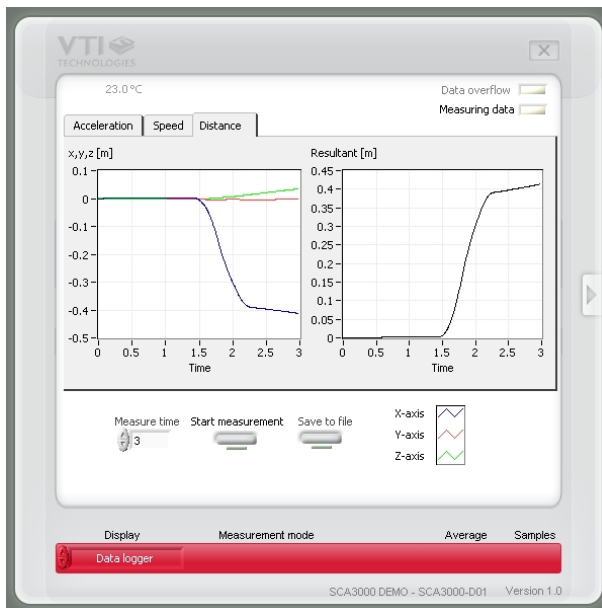 VTI
TECHNOLOGIES
23.0 °C
Data overflow
Measuring data
Acceleration Speed Distance
x,y,z [m]
0.1
0
-0.1
-0.2
-0.3
-0.4
-0.5
0 0.5 1 1.5 2 2.5 3
Time
Resultant [m]
0.45
0.4
0.35
0.3
0.25
0.2
0.15
0.1
0.05
0
0 0.5 1 1.5 2 2.5 3
Time
Measure time
3
Start measurement
Save to file
X-axis
Y-axis
Z-axis
Display Measurement mode Average Samples
Data logger
SCA3000 DEMO - SCA3000-D01 Version 1.0